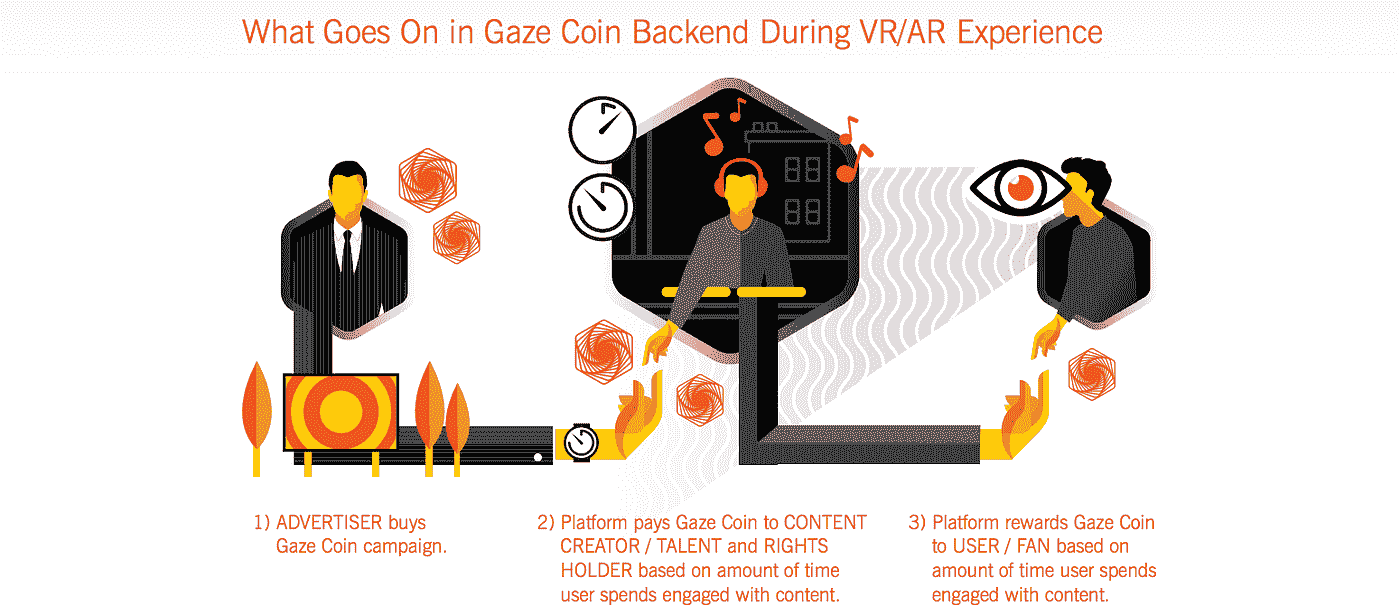 What Goes On in Gaze Coin Backend During VR/AR Experience
1) ADVERTISER buys
Gaze Coin campaign.
2) Platform pays Gaze Coin to CONTENT
CREATOR / TALENT and RIGHTS
HOLDER based on amount of time
user spends engaged with content.
3) Platform rewards Gaze Coin
to USER / FAN based on
amount of time user spends
engaged with content.